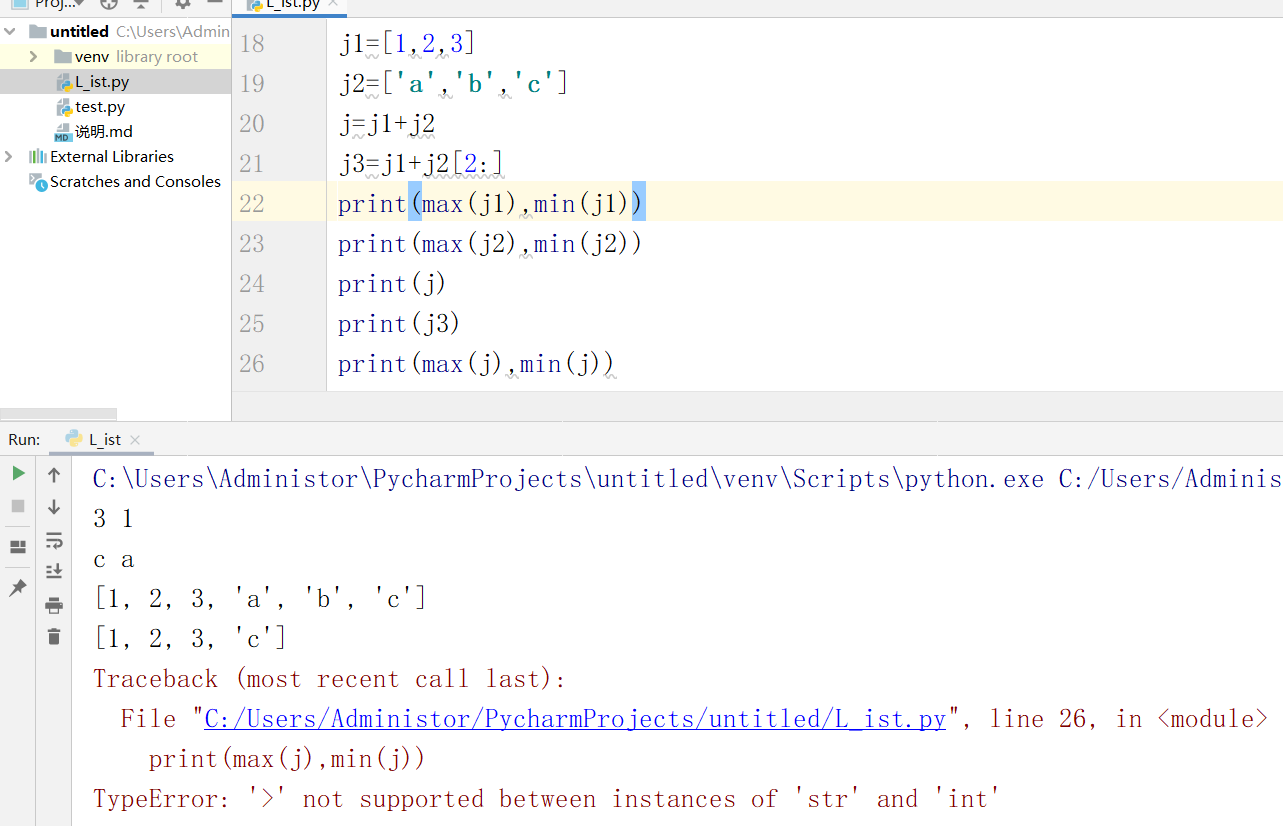 Proj...
L_ist.py
untitled C:\Users\Admin
venv library root
L_ist.py
test.py
MD 说明.md
External Libraries
Scratches and Consoles
18 j1=[1,2,3]
19 j2=['a','b','c']
20 j=j1+j2
21 j3=j1+j2[2:]
22 print(max(j1),min(j1))
23 print(max(j2),min(j2))
24 print(j)
25 print(j3)
26 print(max(j),min(j))
Run: L_ist
C:\Users\Administor\PycharmProjects\untitled\venv\Scripts\python.exe C:/Users/Adminis
3 1
c a
[1, 2, 3, 'a', 'b', 'c']
[1, 2, 3, 'c']
Traceback (most recent call last):
File "C:/Users/Administor/PycharmProjects/untitled/L_ist.py", line 26, in <module>
print(max(j),min(j))
TypeError: '>' not supported between instances of 'str' and 'int'